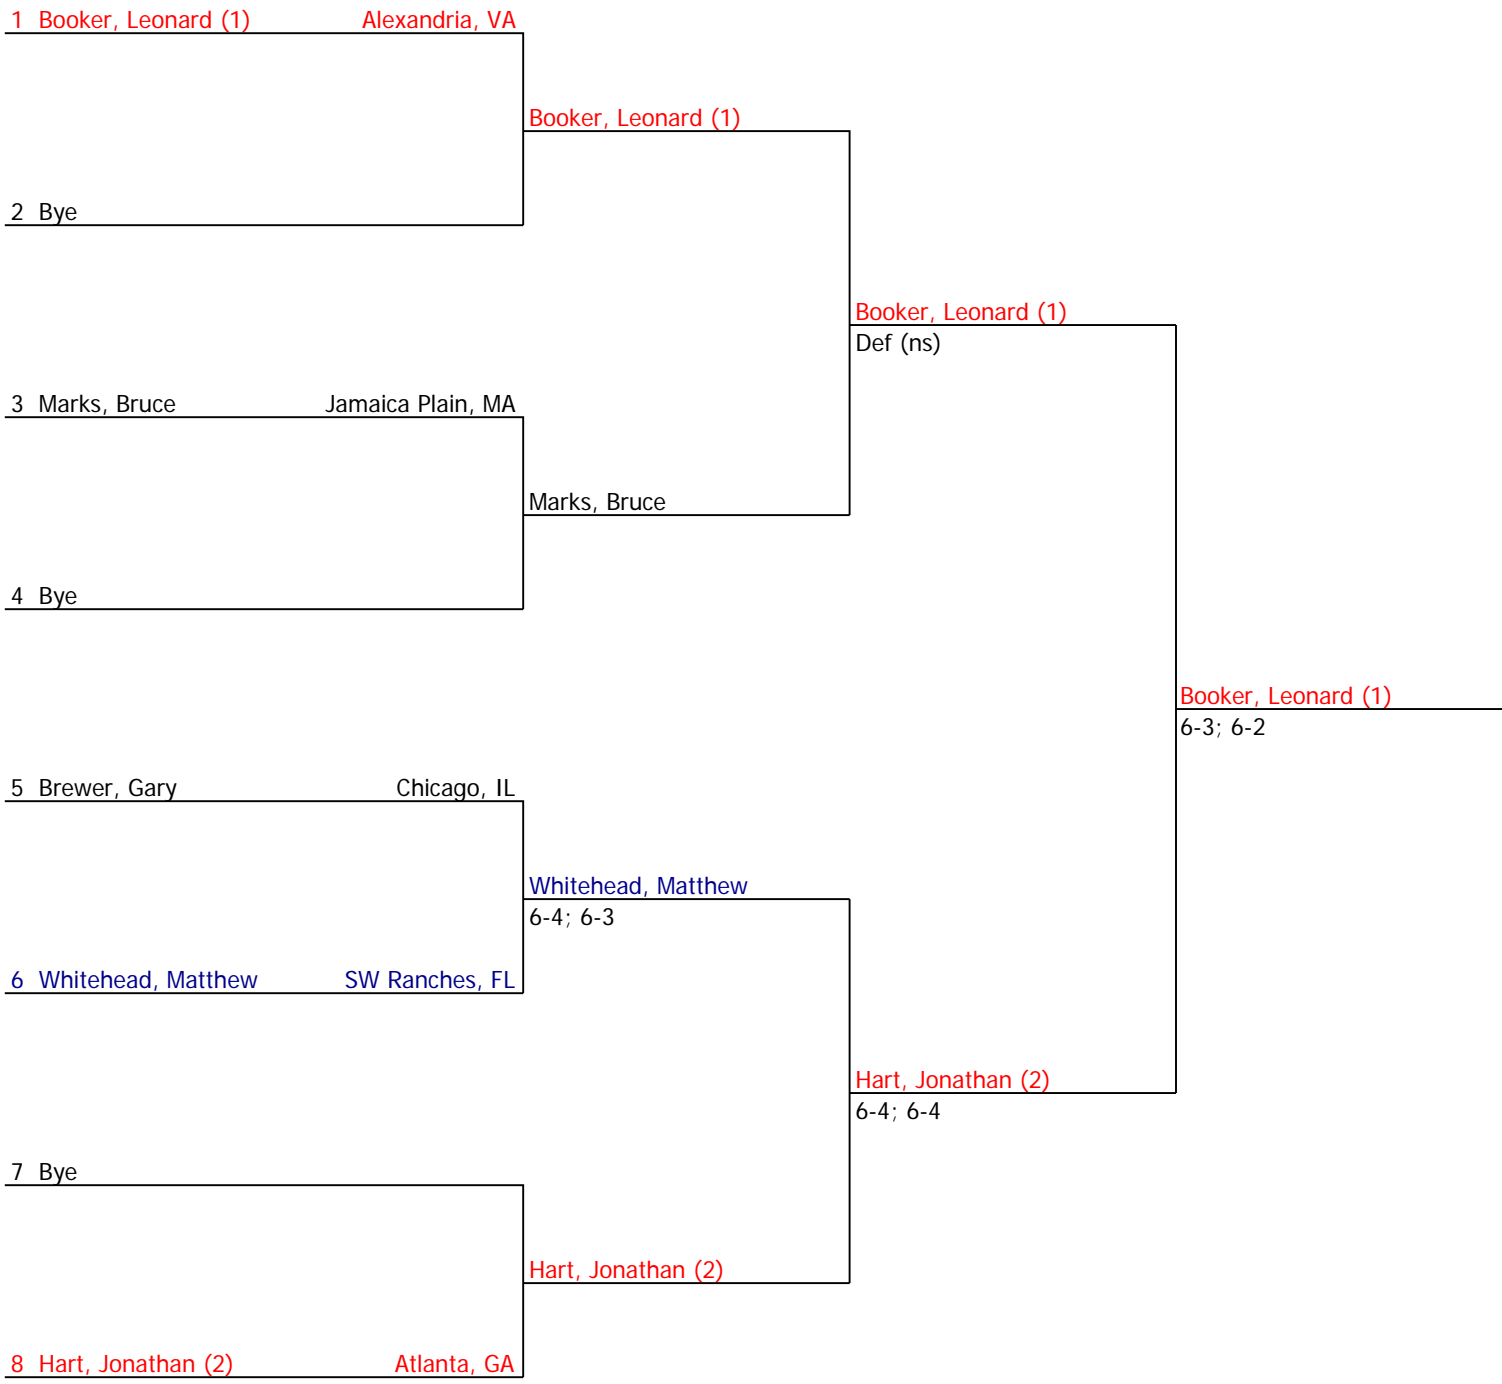 1 Booker, Leonard (1) Alexandria, VA
Booker, Leonard (1)
2 Bye
Booker, Leonard (1)
Def (ns)
3 Marks, Bruce Jamaica Plain, MA
Marks, Bruce
4 Bye
Booker, Leonard (1)
6-3; 6-2
5 Brewer, Gary Chicago, IL
Whitehead, Matthew
6-4; 6-3
6 Whitehead, Matthew SW Ranches, FL
Hart, Jonathan (2)
6-4; 6-4
7 Bye
Hart, Jonathan (2)
8 Hart, Jonathan (2) Atlanta, GA